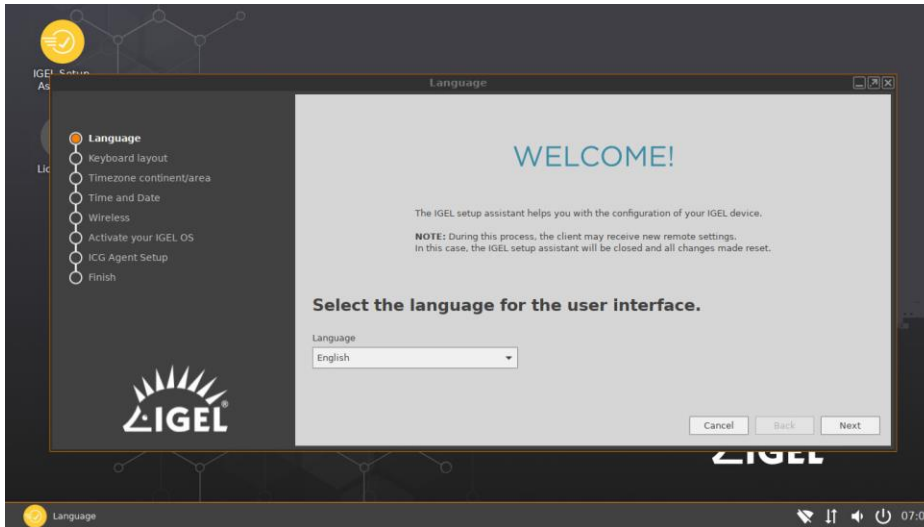 IGEL Setup
As
Lic
Language
Language
Keyboard layout
Timezone continent/area
Time and Date
Wireless
Activate your IGEL OS
ICG Agent Setup
Finish
IGEL®
WELCOME!
The IGEL setup assistant helps you with the configuration of your IGEL device.
NOTE: During this process, the client may receive new remote settings.
In this case, the IGEL setup assistant will be closed and all changes made reset.
Select the language for the user interface.
Language
English
Cancel
Back
Next
IGEL
Language
07:0